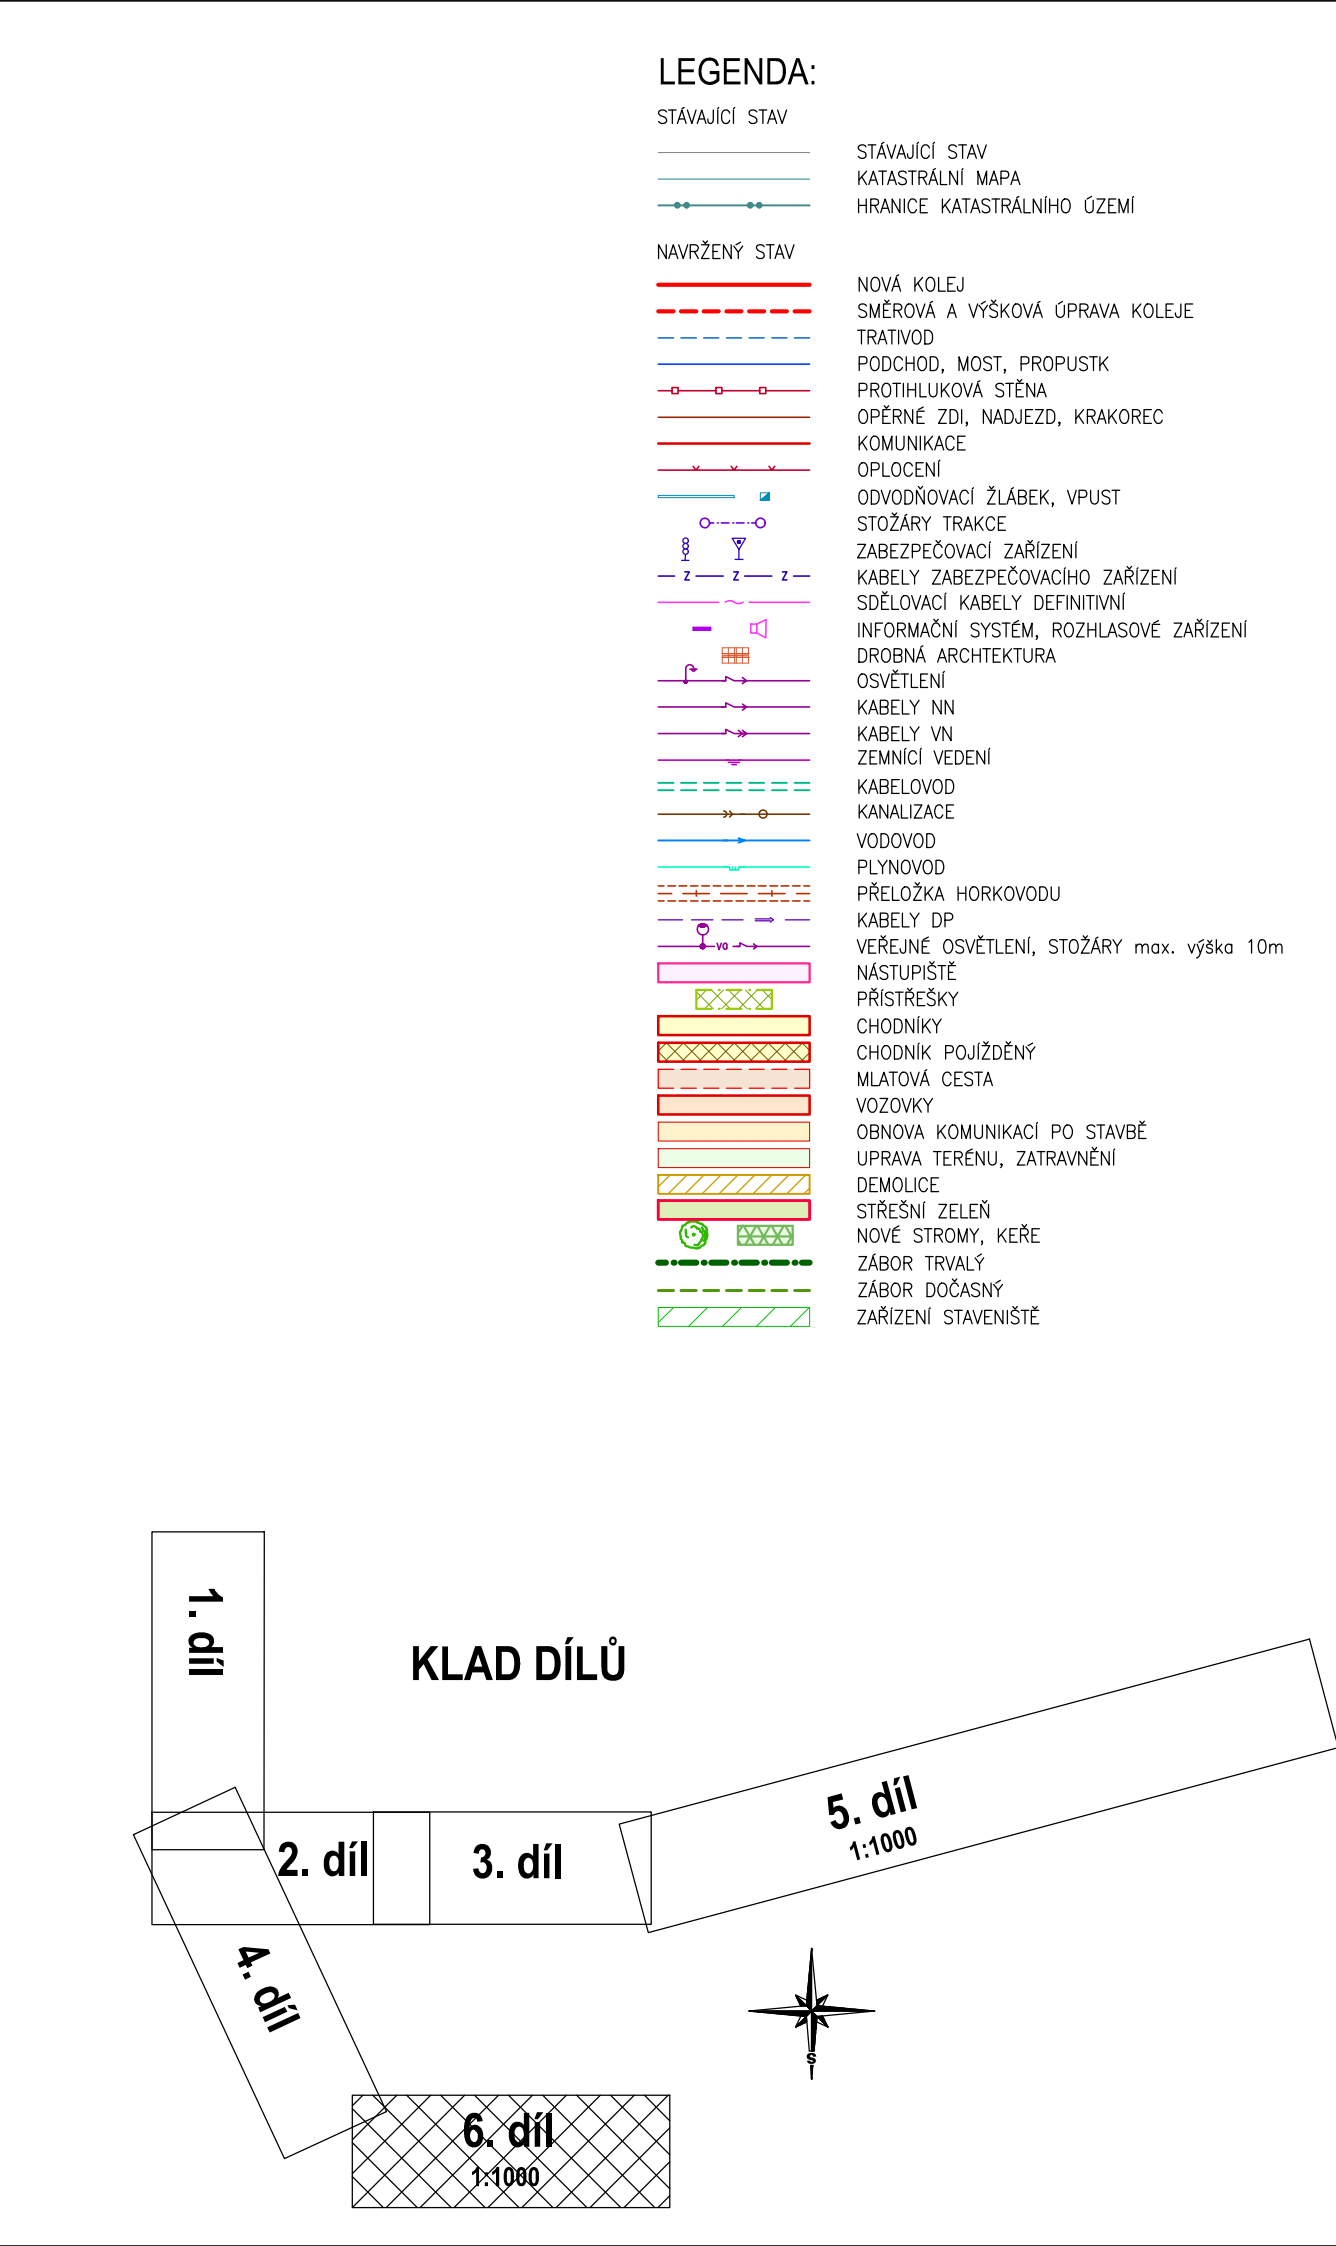 LEGENDA:
STÁVAJÍCÍ STAV
STÁVAJÍCÍ STAV
KATASTRÁLNÍ MAPA
HRANICE KATASTRÁLNÍHO ÚZEMÍ
NAVRŽENÝ STAV
NOVÁ KOLEJ
SMĚROVÁ A VÝŠKOVÁ ÚPRAVA KOLEJE
TRATIVOD
PODCHOD, MOST, PROPUSTK
PROTIHLUKOVÁ STĚNA
OPĚRNÉ ZDI, NADJEZD, KRAKOREC
KOMUNIKACE
OPLOCENÍ
ODVODŇOVACÍ ŽLÁBEK, VPUST
STOŽÁRY TRAKCE
ZABEZPEČOVACÍ ZAŘÍZENÍ
Z Z Z KABELY ZABEZPEČOVACÍHO ZAŘÍZENÍ
SDĚLOVACÍ KABELY DEFINITIVNÍ
INFORMAČNÍ SYSTÉM, ROZHLASOVÉ ZAŘÍZENÍ
DROBNÁ ARCHTEKTURA
OSVĚTLENÍ
KABELY NN
KABELY VN
ZEMNÍCÍ VEDENÍ
KABELOVOD
KANALIZACE
VODOVOD
PLYNOVOD
PŘELOŽKA HORKOVODU
KABELY DP
VO VEŘEJNÉ OSVĚTLENÍ, STOŽÁRY max. výška 10m
NÁSTUPIŠTĚ
PŘÍSTŘEŠKY
CHODNÍKY
CHODNÍK POJÍŽDĚNÝ
MLATOVÁ CESTA
VOZOVKY
OBNOVA KOMUNIKACÍ PO STAVBĚ
UPRAVA TERÉNU, ZATRAVNĚNÍ
DEMOLICE
STŘEŠNÍ ZELEŇ
NOVÉ STROMY, KEŘE
ZÁBOR TRVALÝ
ZÁBOR DOČASNÝ
ZAŘÍZENÍ STAVENIŠTĚ
1. díl
KLAD DÍLŮ
5. díl
1:1000
2. díl
3. díl
4. díl
S
6. díl
1:1000